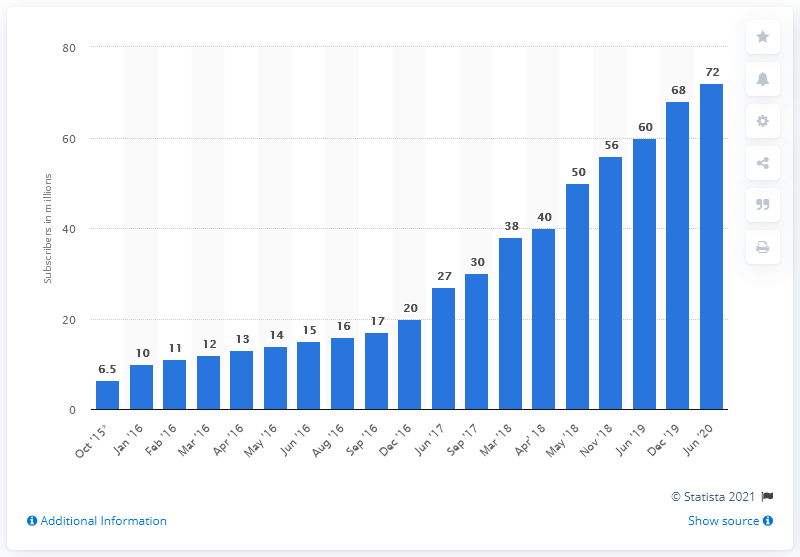 80
60
40
20
0
Subscribers in millions
6.5
10
11
12
13
14
15
16
17
20
27
30
38
40
50
56
60
68
72
Oct '15*
Jan '16
Feb '16
Mar '16
Apr '16
May '16
Jun '16
Aug '16
Sep '16
Dec '16
Jun '17
Sep '17
Mar '18
Apr' 18
May '18
Nov '18
Jun '19
Dec '19
Jun '20
© Statista 2021
Additional Information
Show source